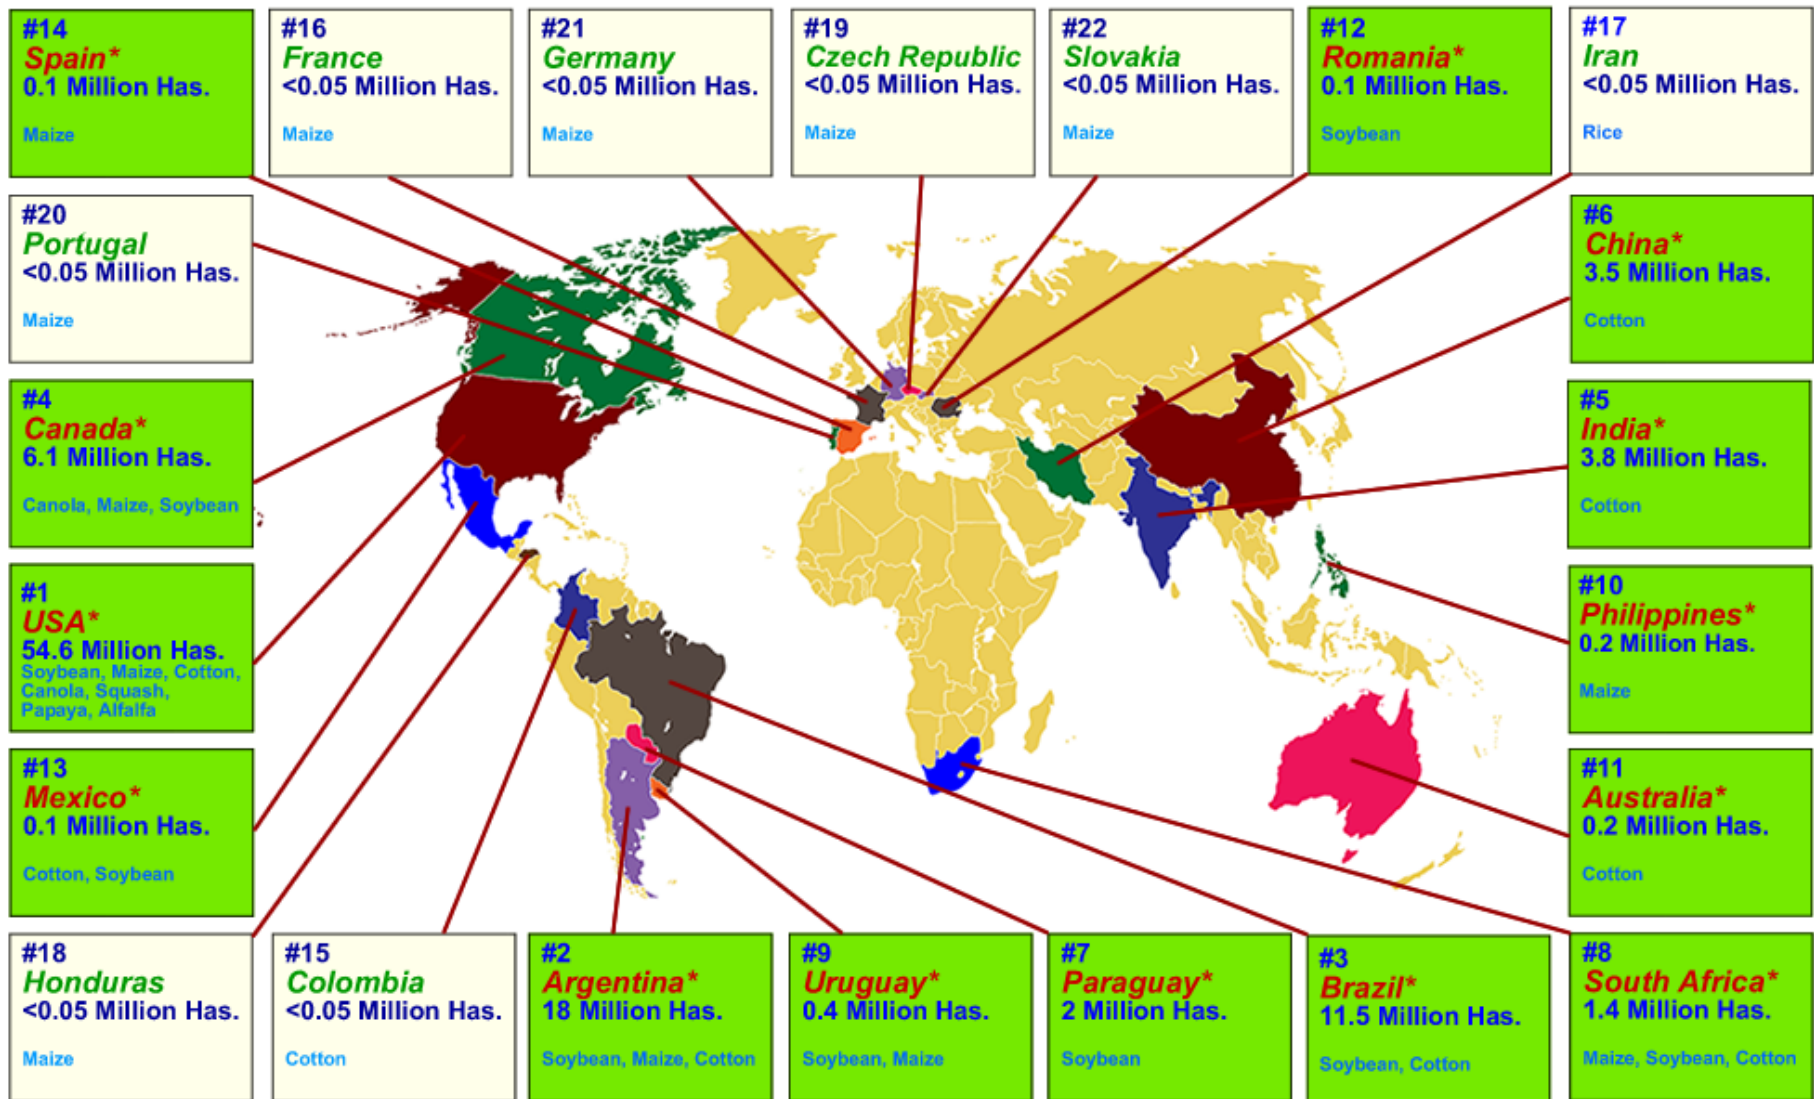 #14
Spain*
0.1 Million Has.
Maize
#16
France
<0.05 Million Has.
Maize
#21
Germany
<0.05 Million Has.
Maize
#19
Czech Republic
<0.05 Million Has.
Maize
#22
Slovakia
<0.05 Million Has.
Maize
#12
Romania*
0.1 Million Has.
Soybean
#17
Iran
<0.05 Million Has.
Rice
#20
Portugal
<0.05 Million Has.
Maize
#6
China*
3.5 Million Has.
Cotton
#4
Canada*
6.1 Million Has.
Canola, Maize, Soybean
#5
India*
3.8 Million Has.
Cotton
#1
USA*
54.6 Million Has.
Soybean, Maize, Cotton,
Canola, Squash,
Papaya, Alfalfa
#10
Philippines*
0.2 Million Has.
Maize
#13
Mexico*
0.1 Million Has.
Cotton, Soybean
#11
Australia*
0.2 Million Has.
Cotton
#18
Honduras
<0.05 Million Has.
Maize
#15
Colombia
<0.05 Million Has.
Cotton
#2
Argentina*
18 Million Has.
Soybean, Maize, Cotton
#9
Uruguay*
0.4 Million Has.
Soybean, Maize
#7
Paraguay*
2 Million Has.
Soybean
#3
Brazil*
11.5 Million Has.
Soybean, Cotton
#8
South Africa*
1.4 Million Has.
Maize, Soybean, Cotton